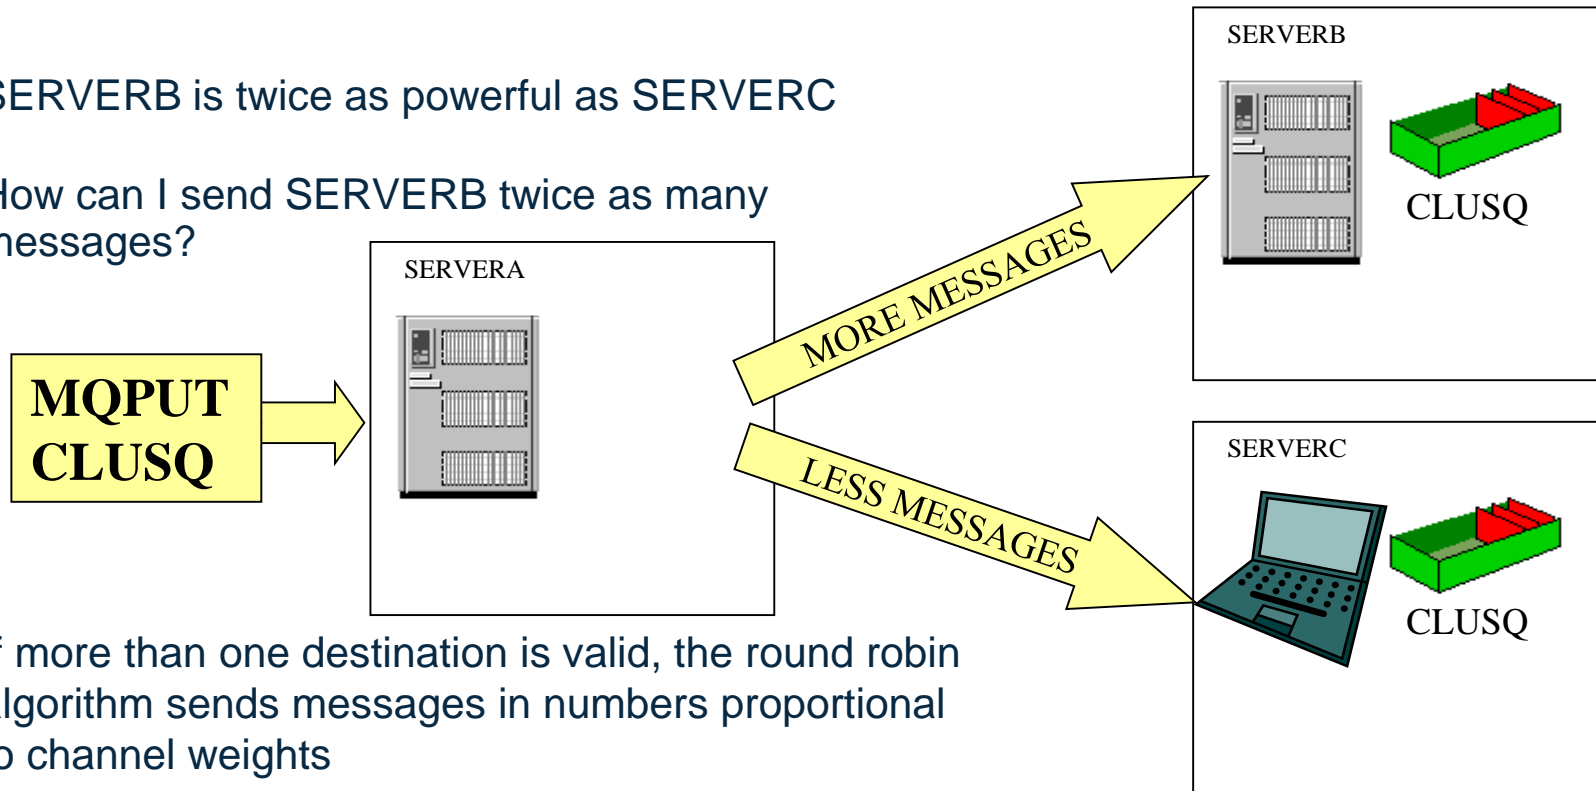 SERVERB is twice as powerful as SERVERC
How can I send SERVERB twice as many
messages?
SERVERA
MQPUT
CLUSQ
MORE MESSAGES
LESS MESSAGES
SERVERB
CLUSQ
SERVERC
CLUSQ
f more than one destination is valid, the round robin
algorithm sends messages in numbers proportional
to channel weights